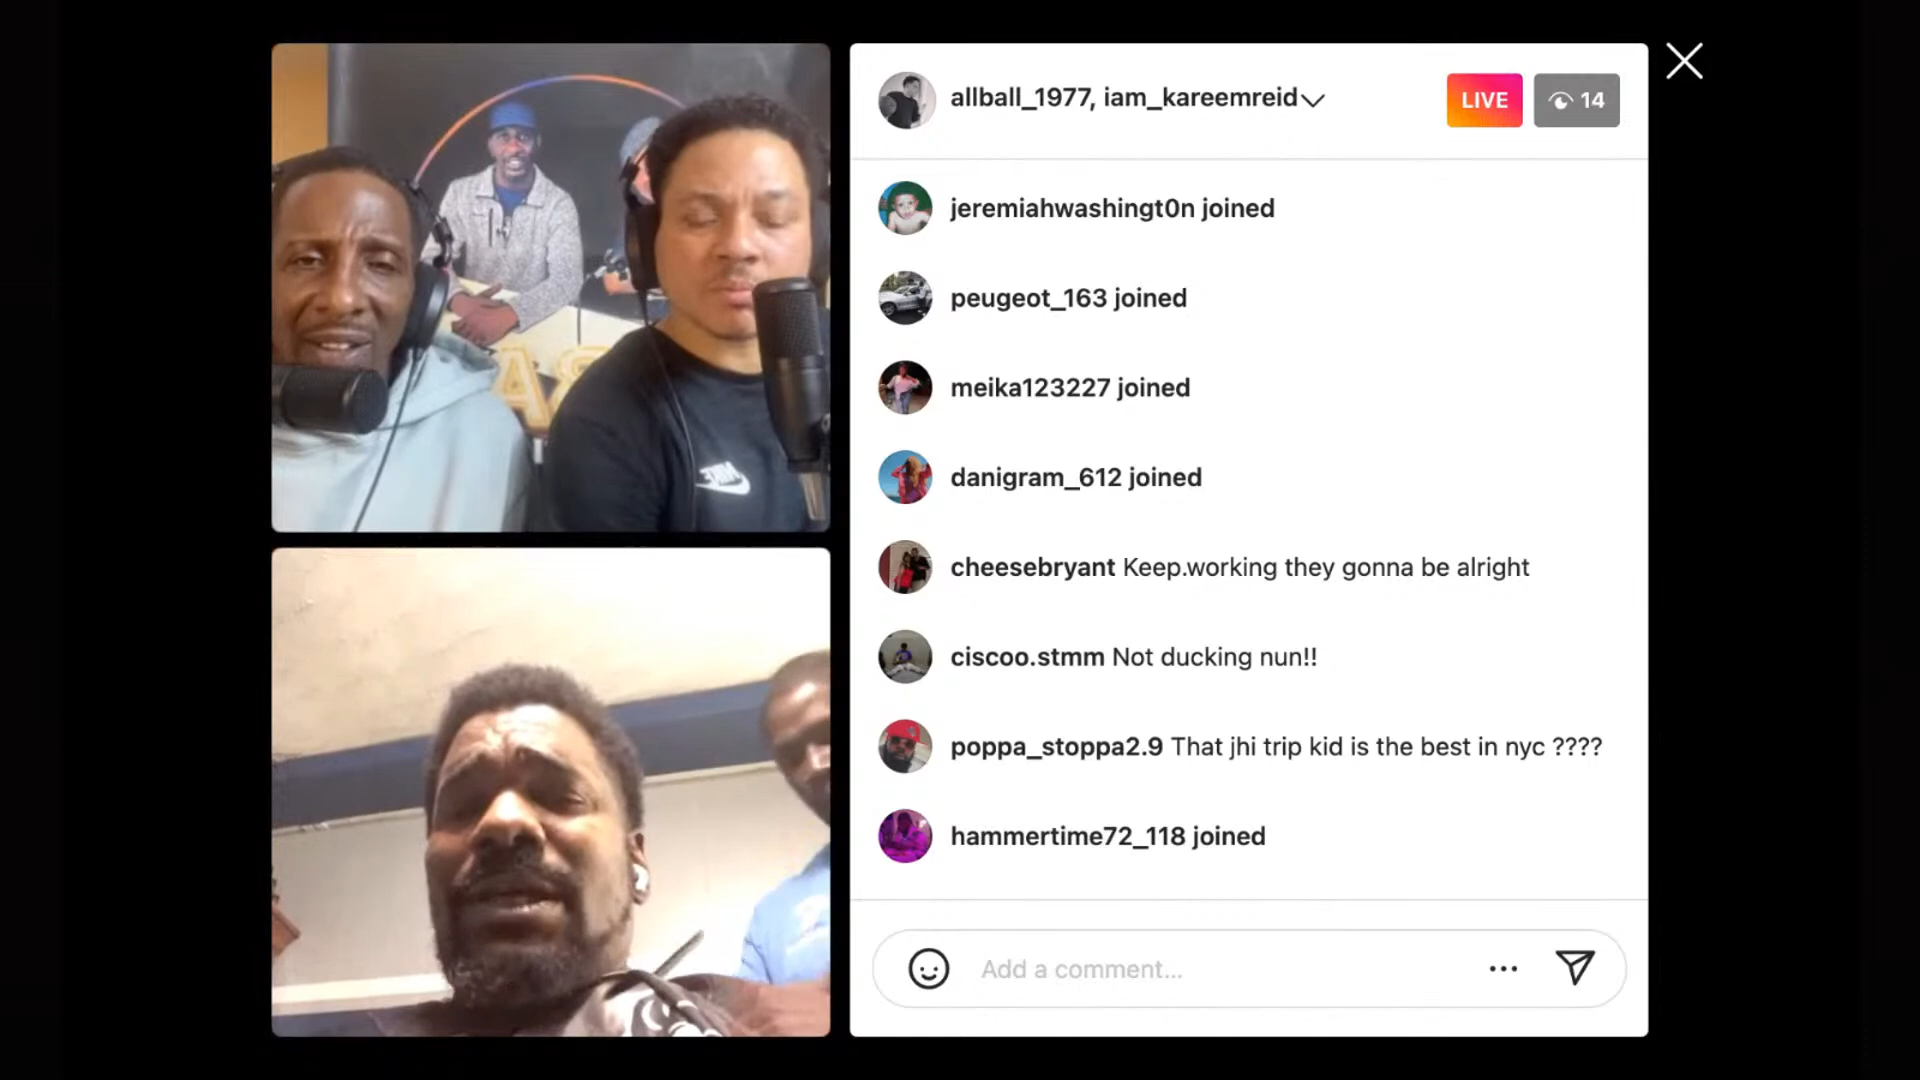 allball_1977, iam_kareemreid
LIVE
14
jeremiahwashingt0n joined
peugeot_163 joined
meika123227 joined
danigram_612 joined
cheesebryant Keep.working they gonna be alright
ciscoo.stmm Not ducking nun!!
poppa_stoppa2.9 That jhi trip kid is the best in nyc ????
hammertime72_118 joined
Add a comment...
NIKE